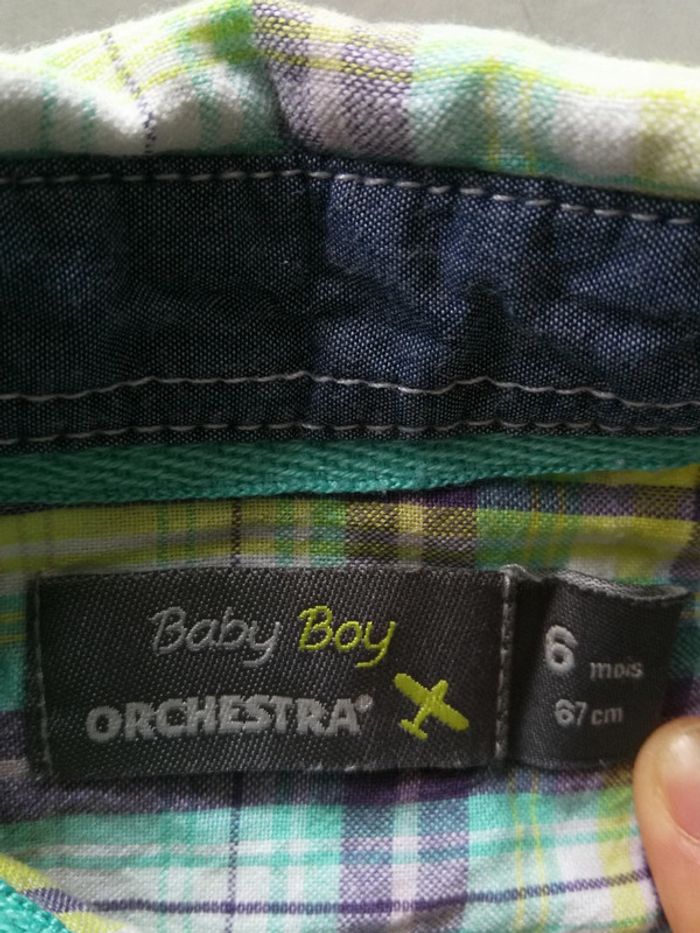 Baby Boy
ORCHESTRA®
6 mois
67 cm